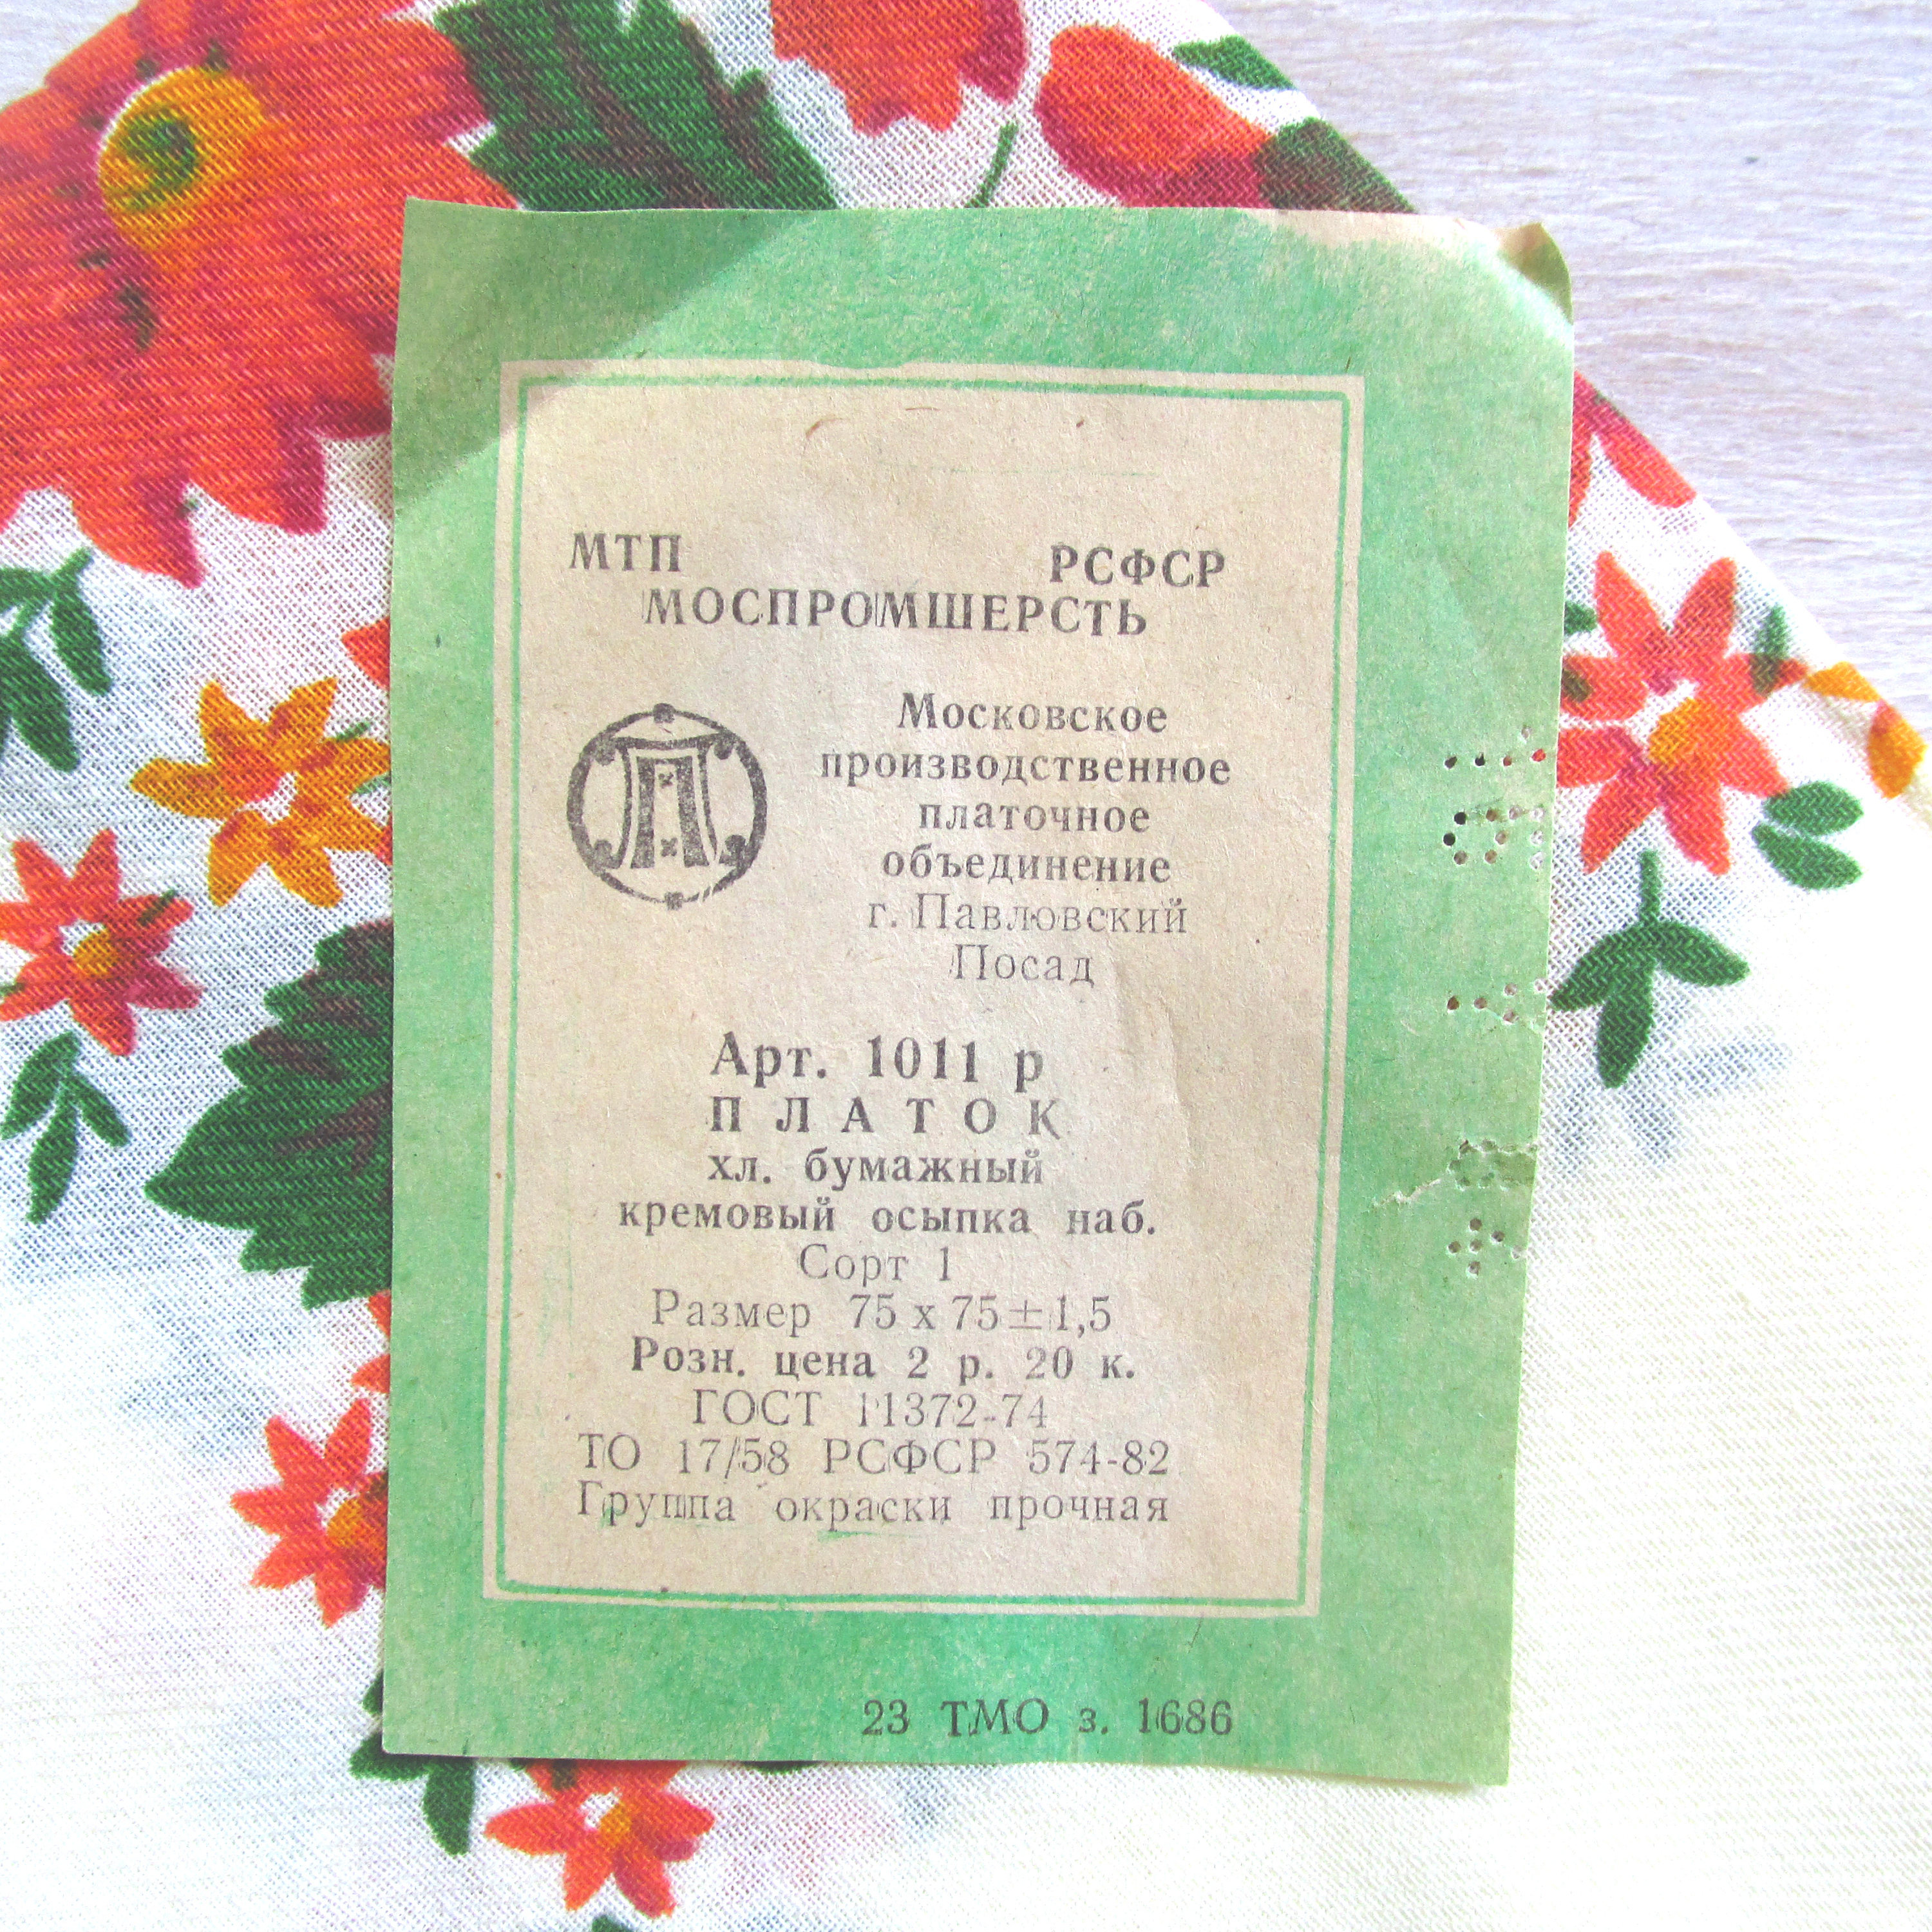 МТП РСФСР
МОСПРОМШЕРСТЬ
Московское
производственное
платочное
объединение
г. Павловский
Посад
П
Арт. 1011 р
ПЛАТОК
хл. бумажный
кремовый осыпка наб.
Сорт 1
Размер 75 х 75±1,5
Розн. цена 2 р. 20 к.
ГОСТ 11372-74
ТО 17/58 РСФСР 574-82
Группа окраски прочная
23 ТМО з. 1686